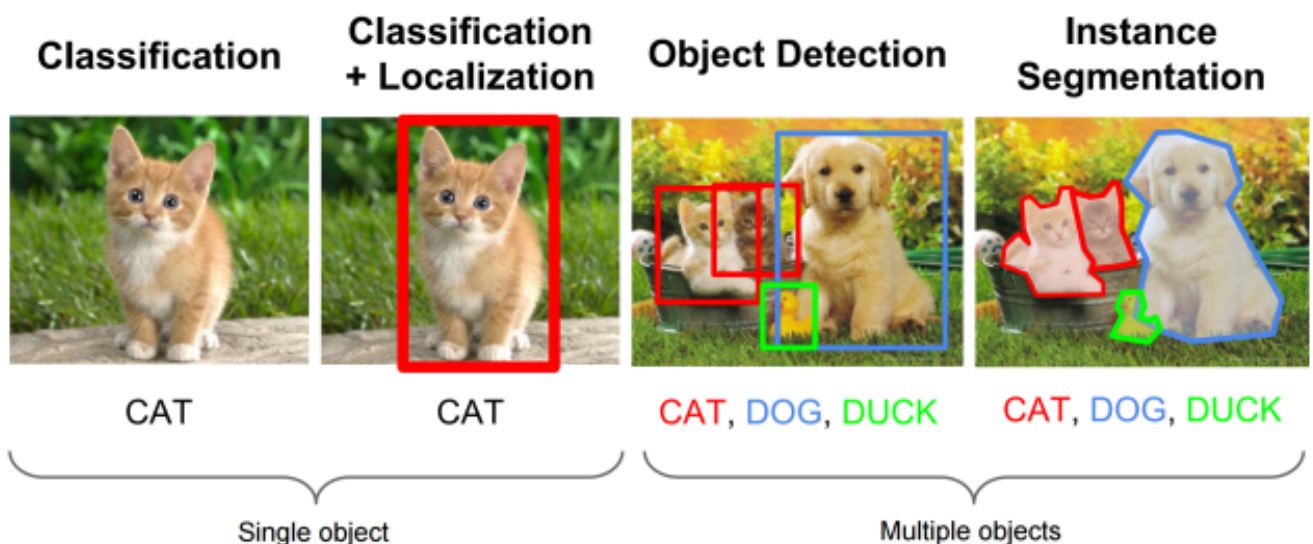 Classification
Classification
+ Localization
Object Detection
Instance
Segmentation
CAT
CAT
CAT, DOG, DUCK
CAT, DOG, DUCK
Single object
Multiple objects